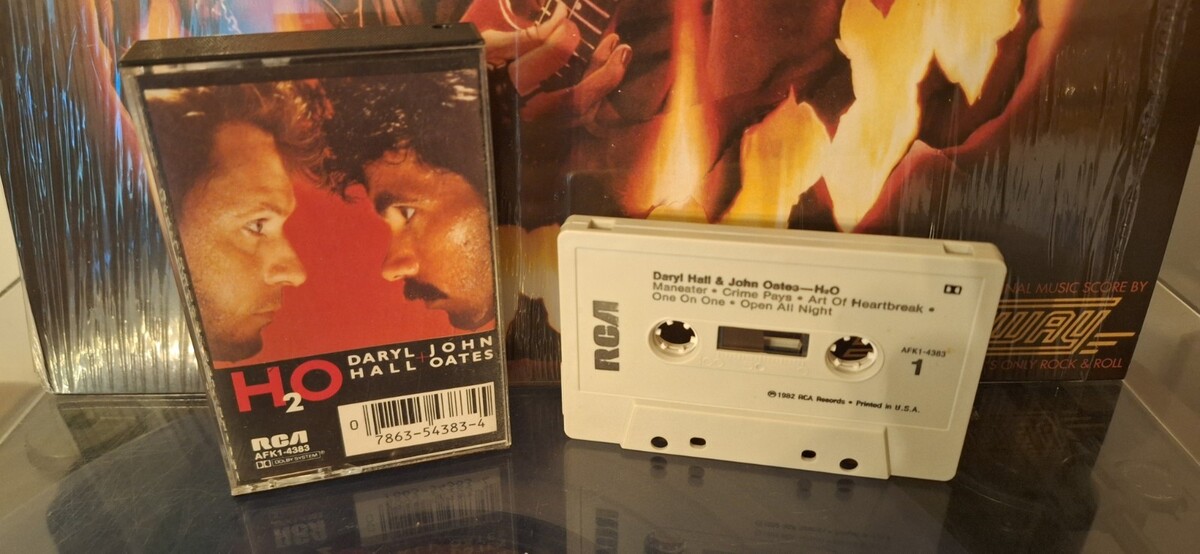 H2O
DARYL + JOHN
HALL OATES
0 7863-54383-4
RCA
AFK1-4383
DOLBY SYSTEM®
Daryl Hall & John Oates—H₂O
Maneater • Crime Pays • Art Of Heartbreak •
One On One • Open All Night
RCA
AFK1-4383
1
℗1982 RCA Records • Printed in U.S.A.
NAL MUSIC SCORE BY
WAY
S ONLY ROCK & ROLL